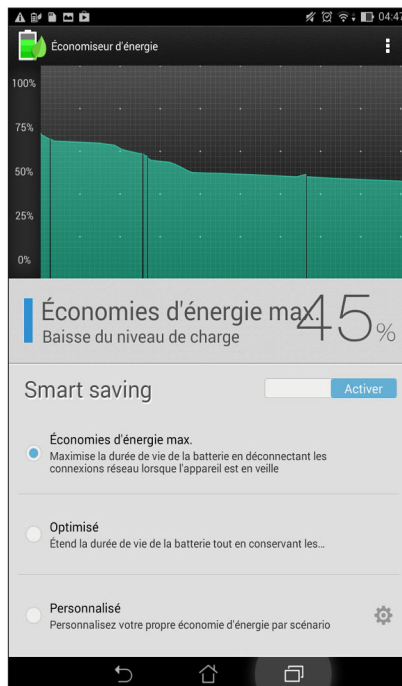 04:47
Économiseur d'énergie
100%
75%
50%
25%
0%
Économies d'énergie max.
45%
Baisse du niveau de charge
Smart saving
Activer
Économies d'énergie max.
Maximise la durée de vie de la batterie en déconnectant les
connexions réseau lorsque l'appareil est en veille
Optimisé
Étend la durée de vie de la batterie tout en conservant les...
Personnalisé
Personnalisez votre propre économie d'énergie par scénario